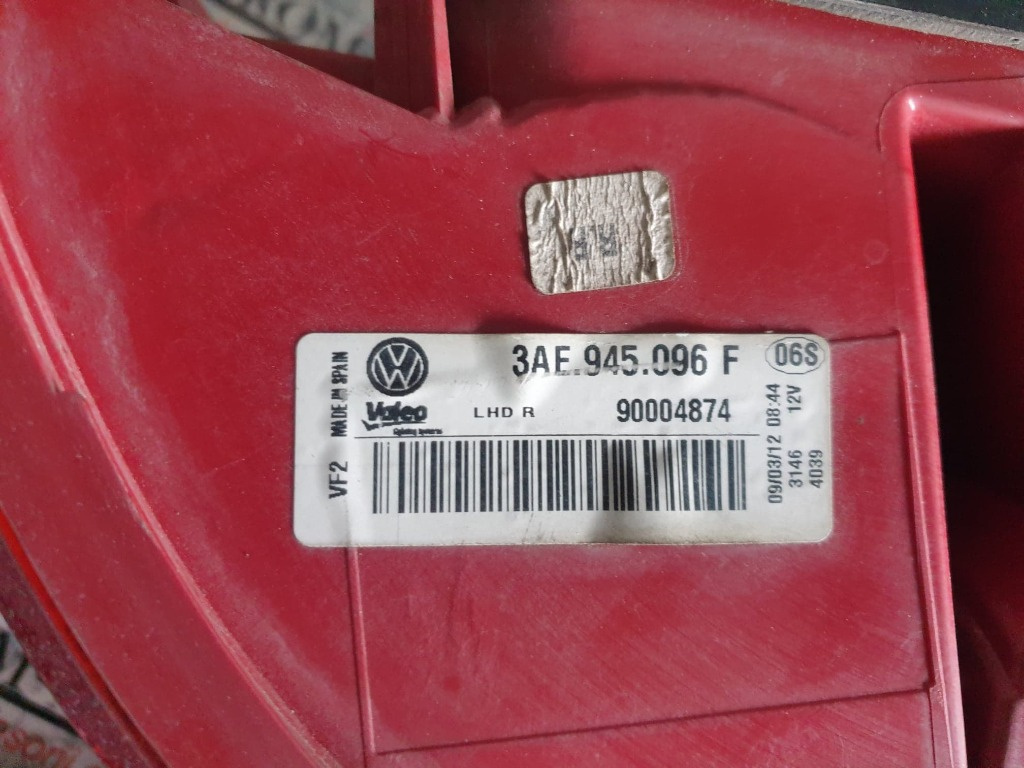 3AE.945.096 F
06S
MADE IN SPAIN
Valeo
LHD R
90004874
VF2
09/03/12 08:44
12V
3146
4039